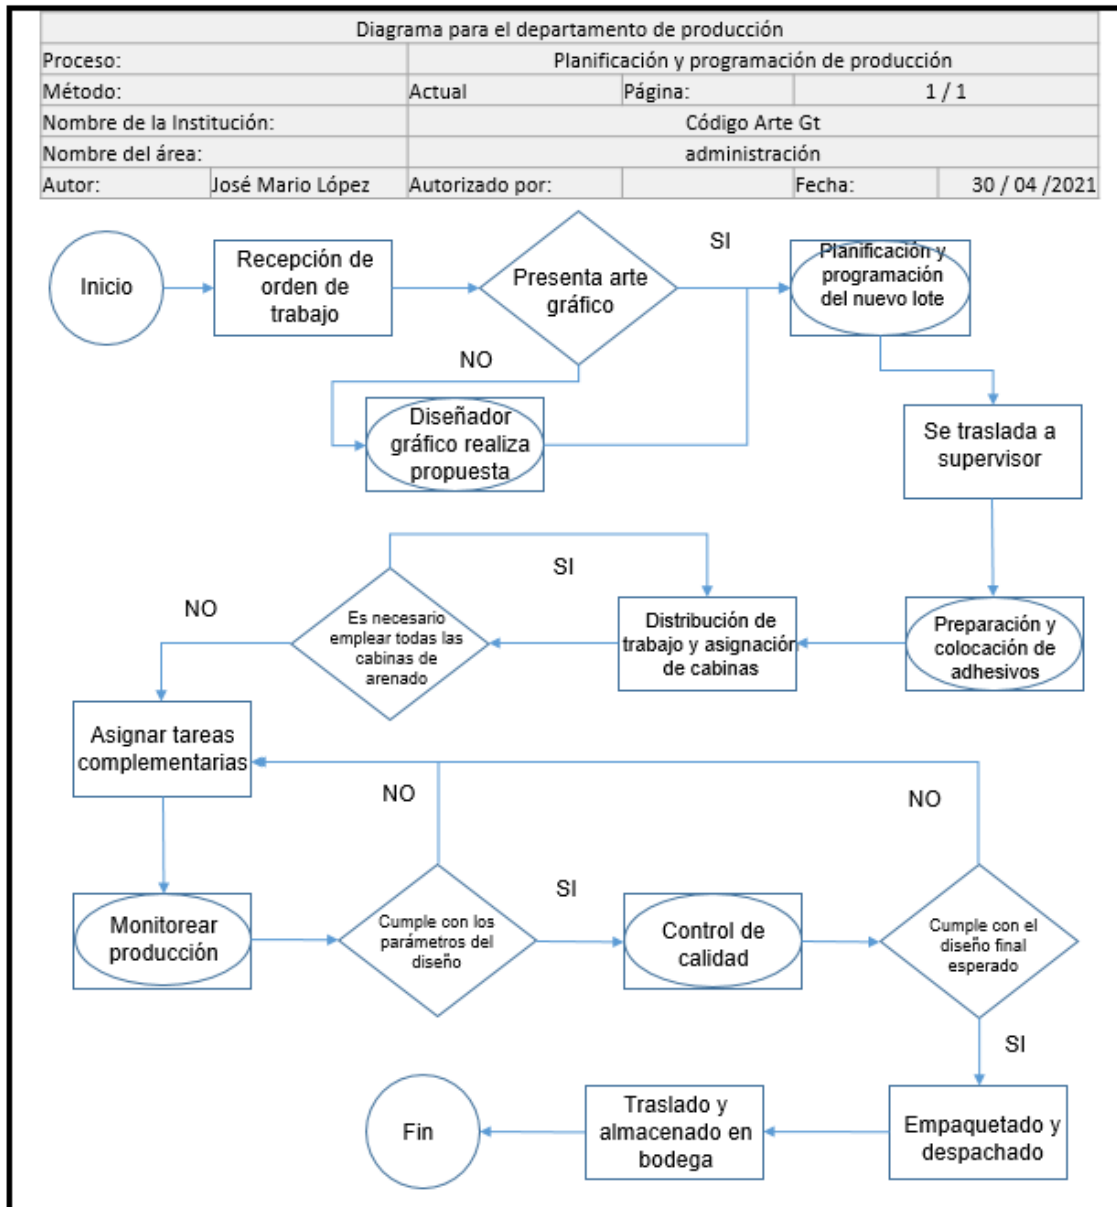 Diagrama para el departamento de producción
Proceso: Planificación y programación de producción
Método: Actual Página: 1 / 1
Nombre de la Institución: Código Arte Gt
Nombre del área: administración
Autor: José Mario López Autorizado por: Fecha: 30 / 04 /2021
Inicio
Recepción de
orden de
trabajo
Presenta arte
gráfico
SI
Planificación y
programación
del nuevo lote
NO
Diseñador
gráfico realiza
propuesta
Se traslada a
supervisor
Preparación y
colocación de
adhesivos
Distribución de
trabajo y asignación
de cabinas
SI
Es necesario
emplear todas las
cabinas de
arenado
NO
Asignar tareas
complementarias
Monitorear
producción
NO
Cumple con los
parámetros del
diseño
SI
Control de
calidad
NO
Cumple con el
diseño final
esperado
SI
Empaquetado y
despachado
Traslado y
almacenado en
bodega
Fin